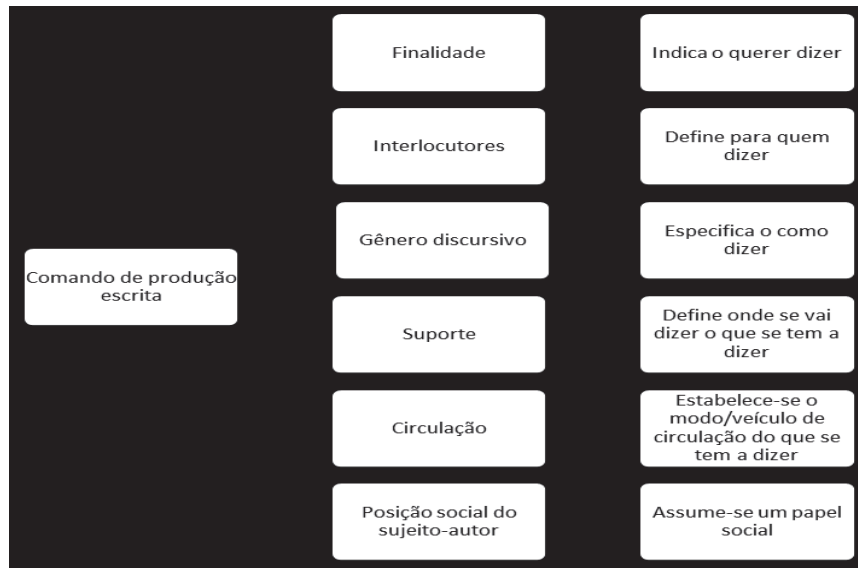 Finalidade
Indica o querer dizer
Interlocutores
Define para quem
dizer
Gênero discursivo
Especifica o como
dizer
Comando de produção
escrita
Suporte
Define onde se vai
dizer o que se tem a
dizer
Circulação
Estabelece-se o
modo/veículo de
circulação do que se
tem a dizer
Posição social do
sujeito-autor
Assume-se um papel
social